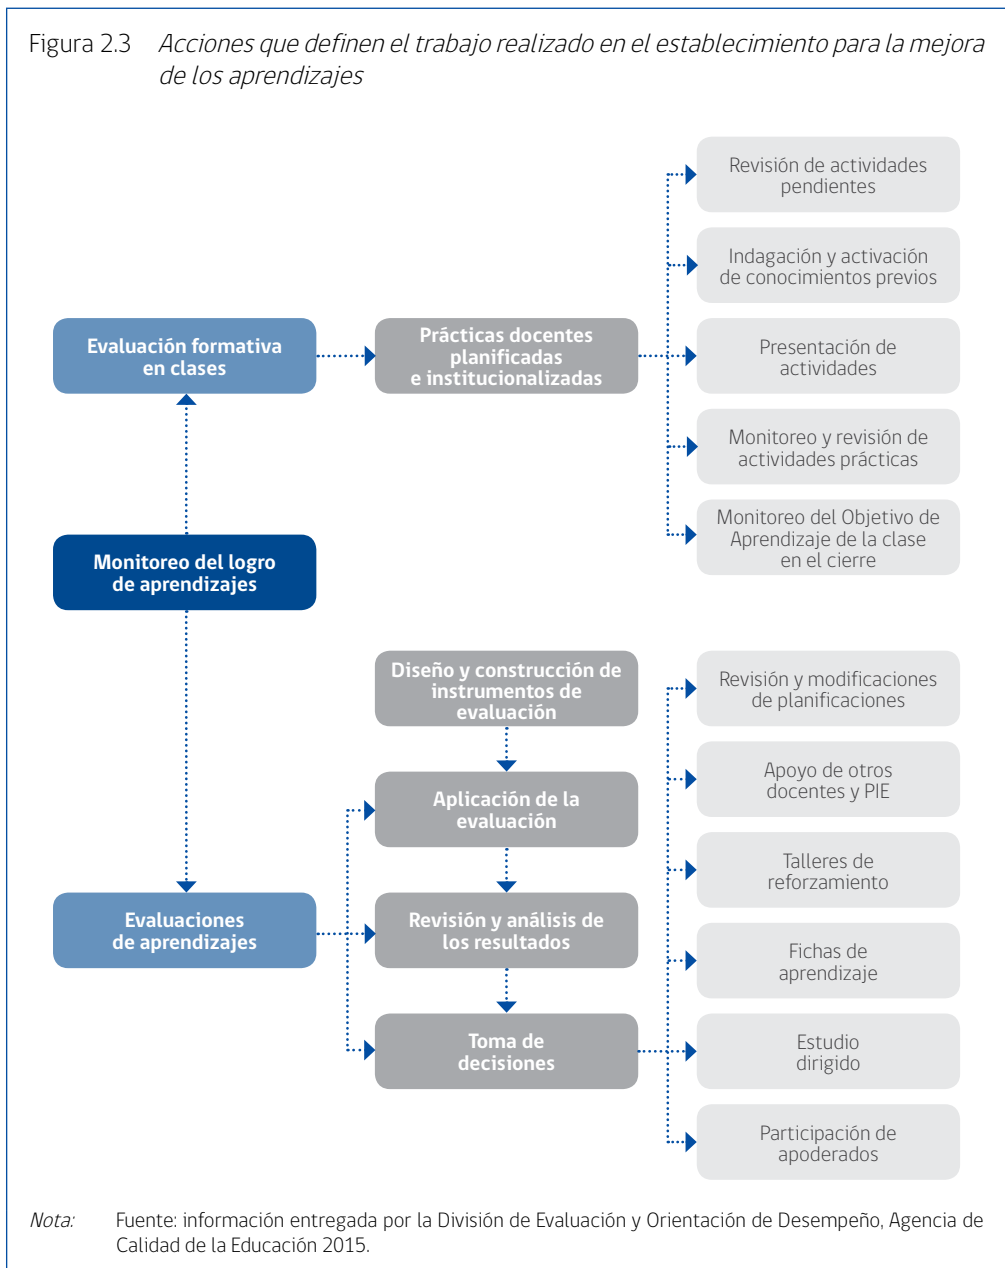 Figura 2.3 Acciones que definen el trabajo realizado en el establecimiento para la mejora
de los aprendizajes
Revisión de actividades
pendientes
Indagación y activación
de conocimientos previos
Evaluación formativa
en clases
Prácticas docentes
planificadas
e institucionalizadas
Presentación de
actividades
Monitoreo y revisión de
actividades prácticas
Monitoreo del Objetivo de
Aprendizaje de la clase
en el cierre
Monitoreo del logro
de aprendizajes
Diseño y construcción de
instrumentos de
evaluación
Revisión y modificaciones
de planificaciones
Aplicación de la
evaluación
Apoyo de otros
docentes y PIE
Talleres de
reforzamiento
Evaluaciones
de aprendizajes
Revisión y análisis de
los resultados
Fichas de
aprendizaje
Toma de
decisiones
Estudio
dirigido
Participación de
apoderados
Nota: Fuente: información entregada por la División de Evaluación y Orientación de Desempeño, Agencia de
Calidad de la Educación 2015.